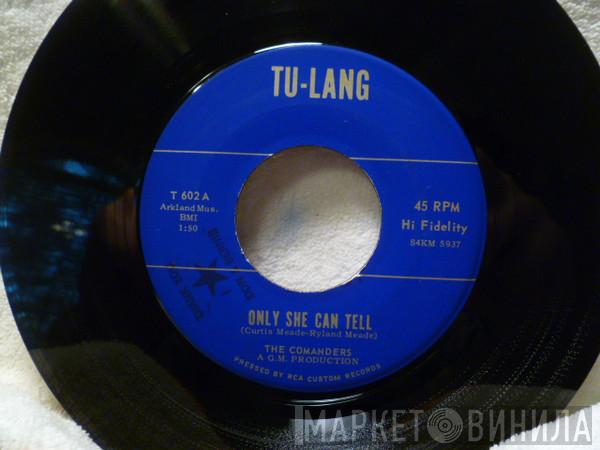 TU-LANG
T 602 A
Arkland Mus.
BMI
1:50
45 RPM
Hi Fidelity
S4KM 5937
ONLY SHE CAN TELL
(Curtis Meade-Ryland Meade)
THE COMANDERS
A G.M. PRODUCTION
PRESSED BY RCA CUSTOM RECORDS
МАРКЕТ ВИНИЛА